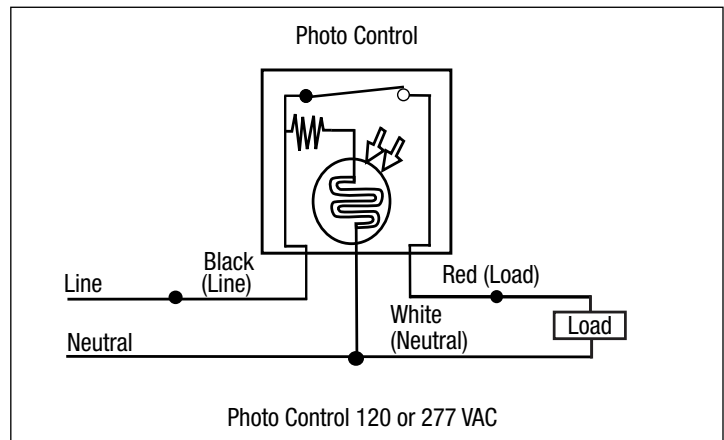 Photo Control
Black
(Line)
Line
Red (Load)
White
(Neutral)
Load
Neutral
Photo Control 120 or 277 VAC